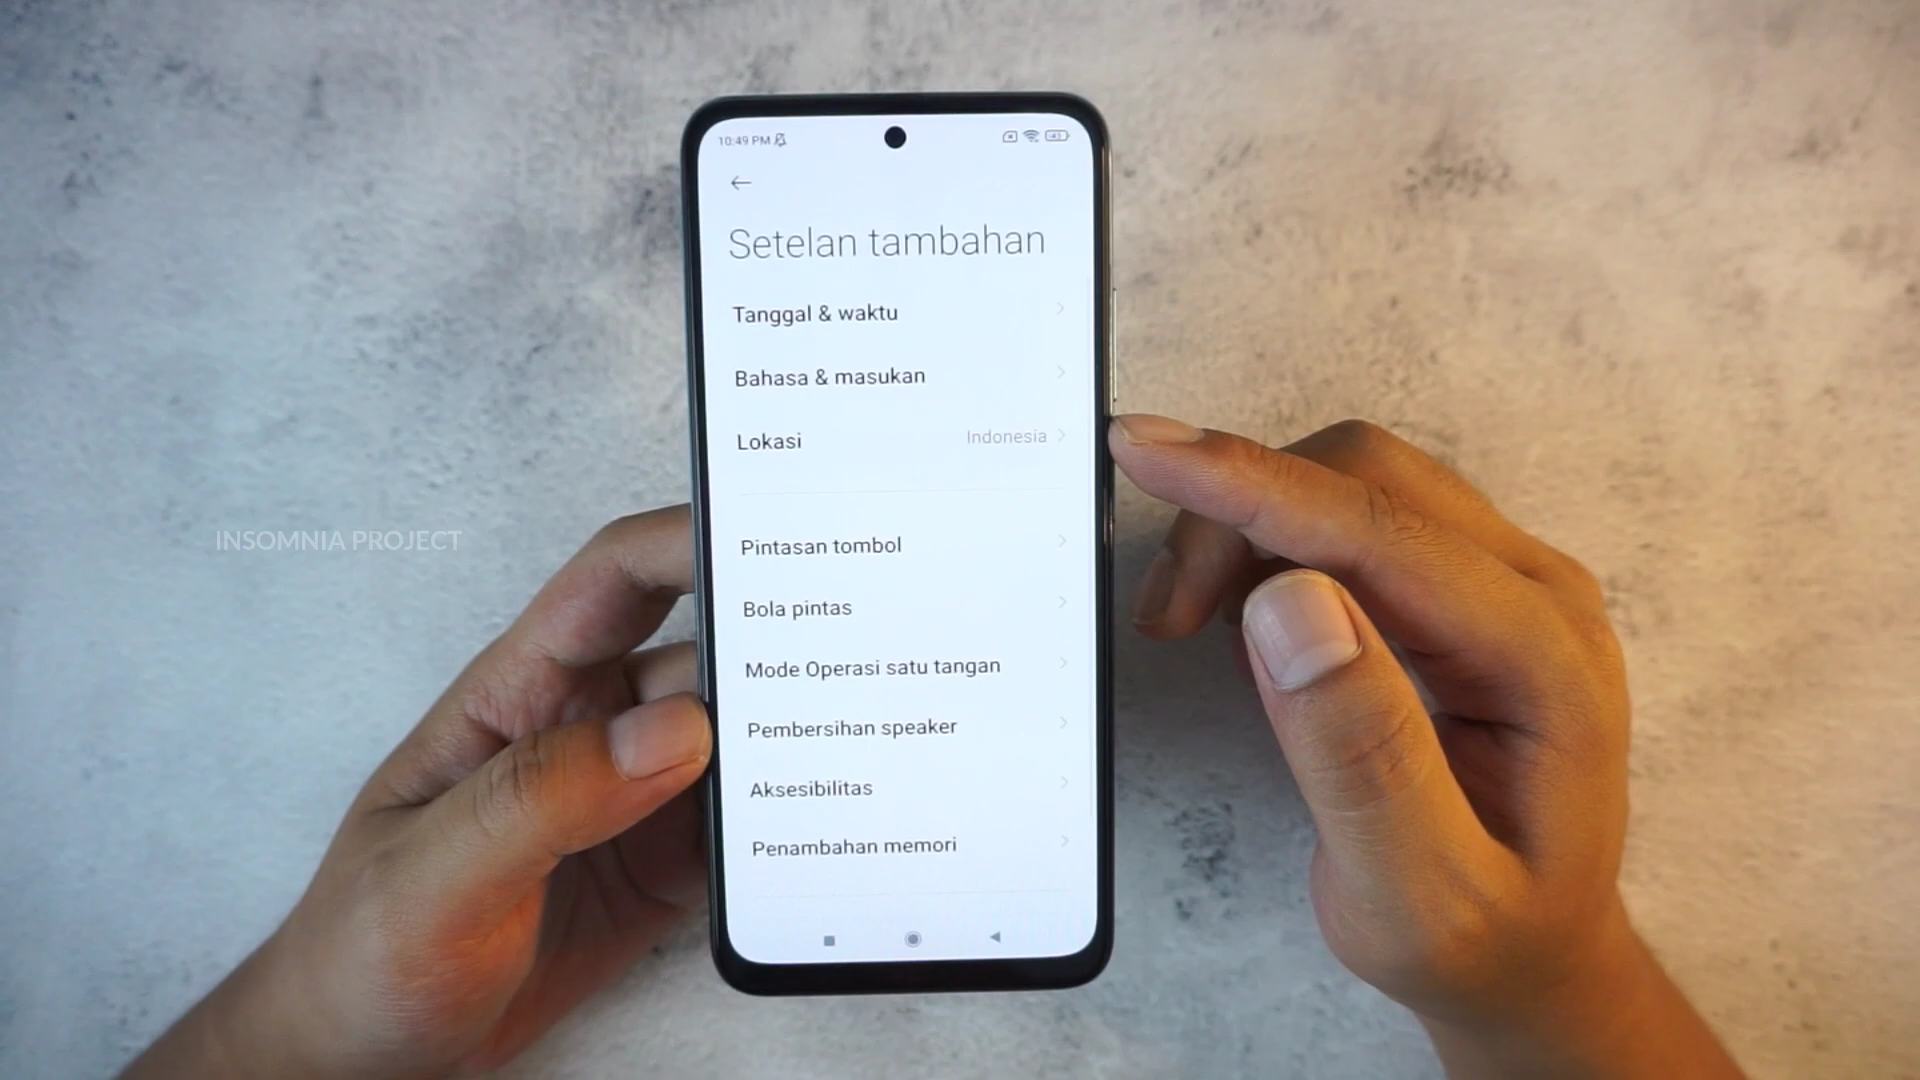 10:49 PM
43
Setelan tambahan
Tanggal & waktu
Bahasa & masukan
Lokasi
Indonesia
INSOMNIA PROJECT
Pintasan tombol
Bola pintas
Mode Operasi satu tangan
Pembersihan speaker
Aksesibilitas
Penambahan memori